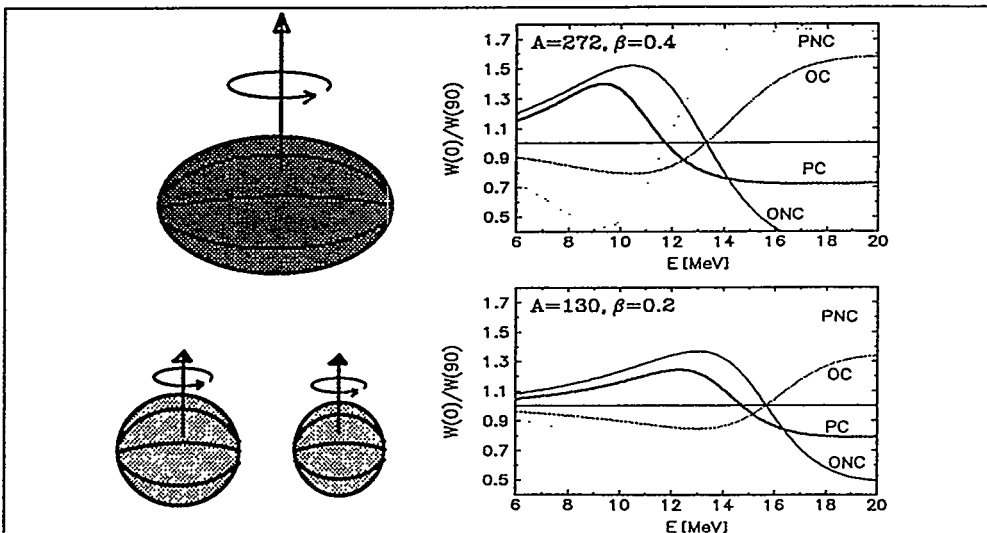 A=272, β=0.4
PNC
OC
PC
ONC
W(0)/W(90)
1.7
1.5
1.3
1.1
0.9
0.7
0.5
6 8 10 12 14 16 18 20
E [MeV]
A=130, β=0.2
PNC
OC
PC
ONC
W(0)/W(90)
1.7
1.5
1.3
1.1
0.9
0.7
0.5
6 8 10 12 14 16 18 20
E [MeV]